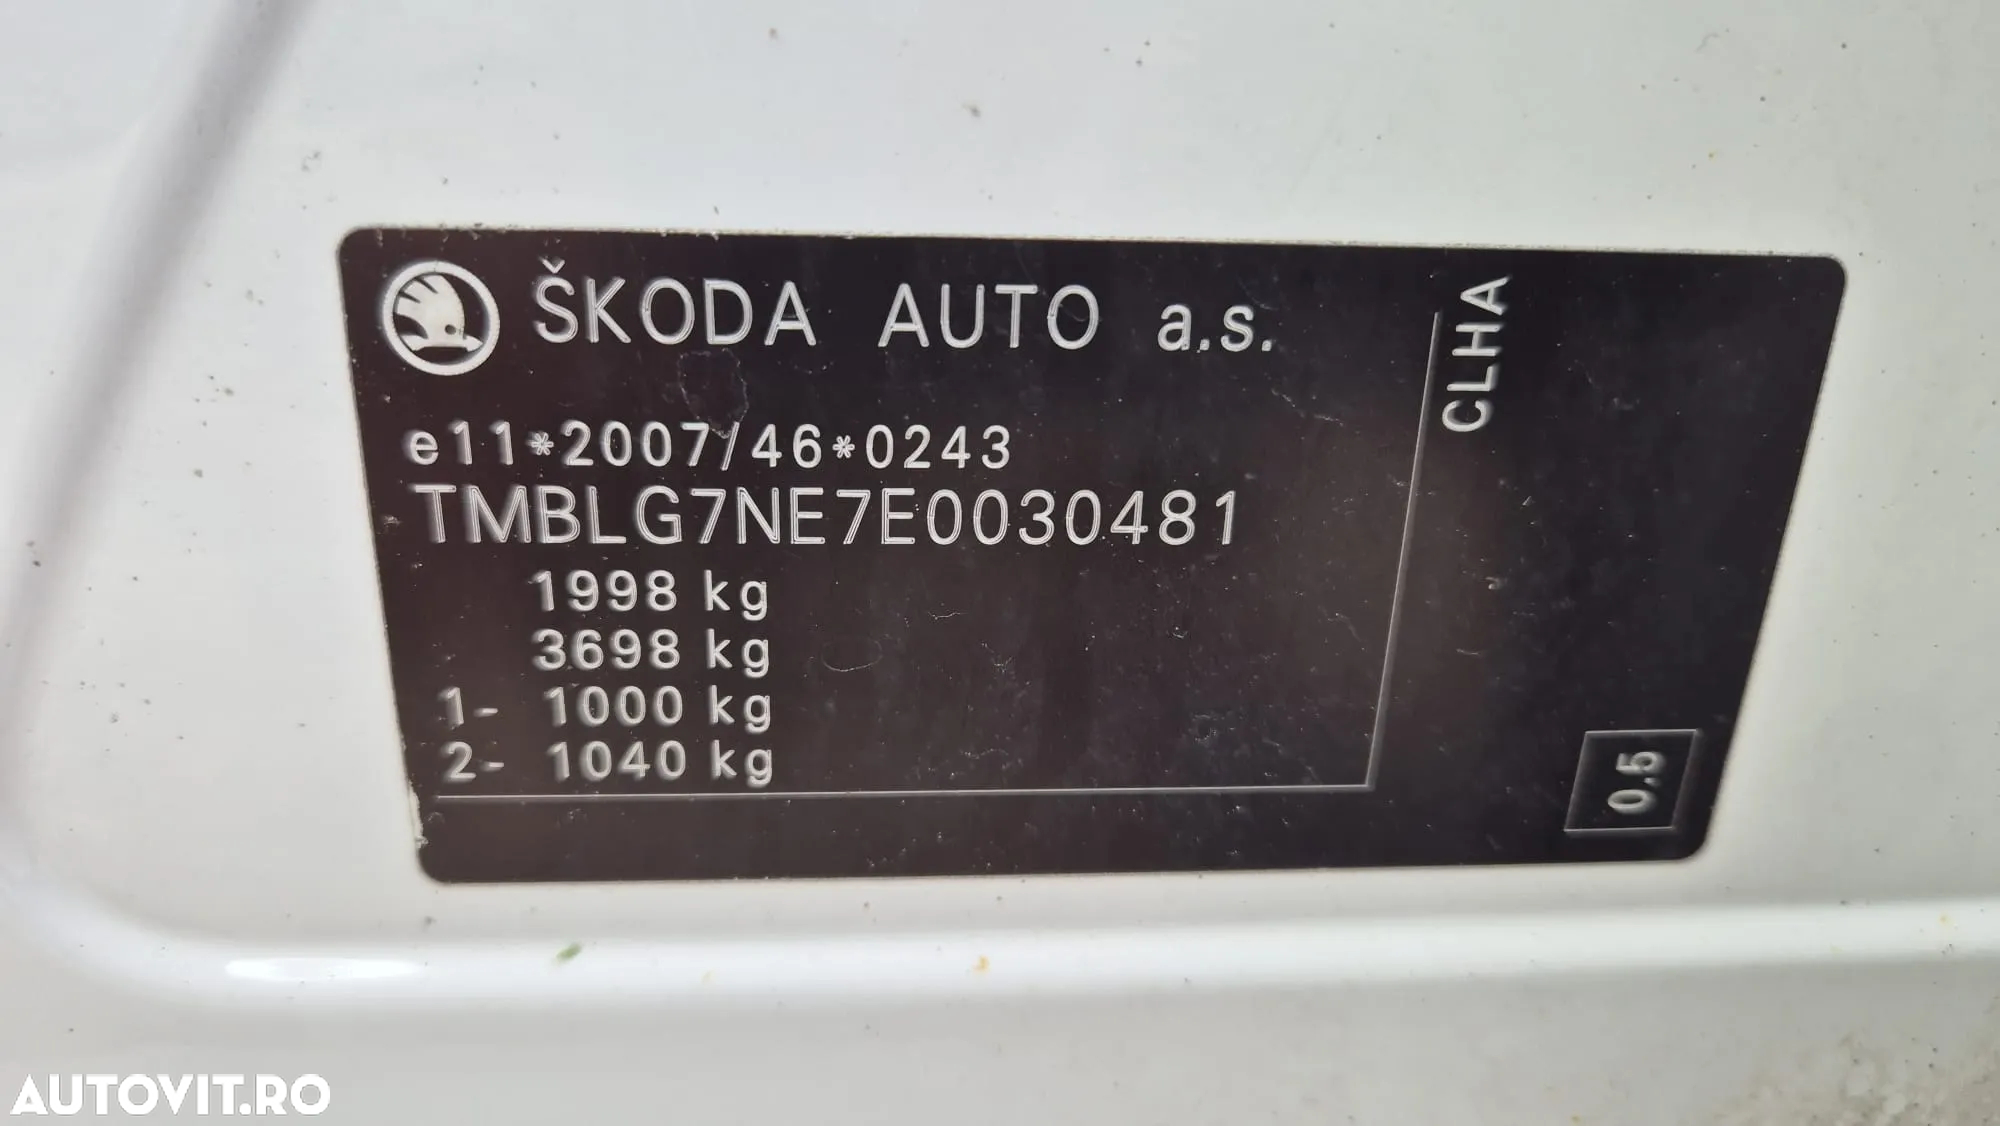 ŠKODA AUTO a.s.
e11*2007/46*0243
TMBLG7NE7E0030481
1998 kg
3698 kg
1- 1000 kg
2- 1040 kg
CLHA
0.5
AUTOVIT.RO